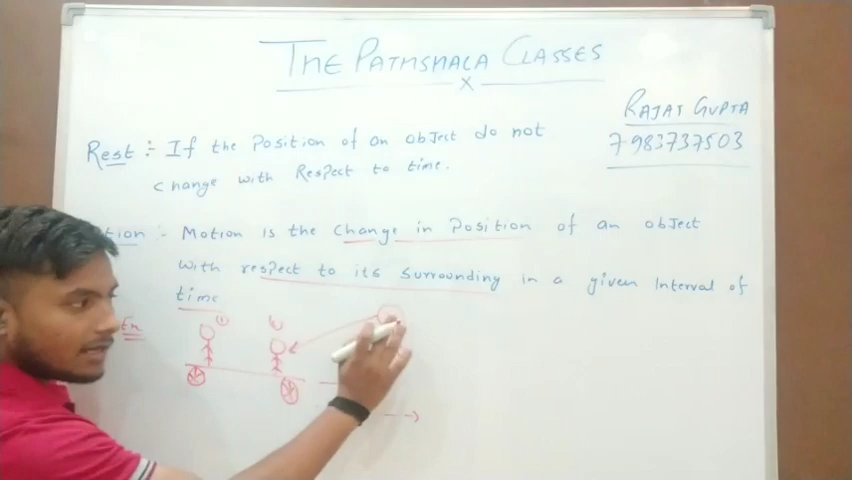 THE PATHSHALA CLASSES
X
RAJAT GUPTA
7983737503
Rest :- If the Position of an object do not
change with Respect to time.
tion :- Motion is the change in Position of an object
with respect to its surrounding in a given Interval of
time
Ex